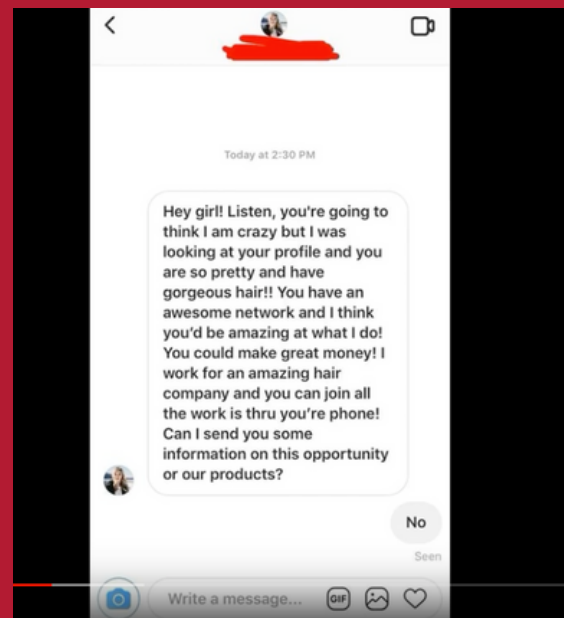 Today at 2:30 PM
Hey girl! Listen, you're going to
think I am crazy but I was
looking at your profile and you
are so pretty and have
gorgeous hair!! You have an
awesome network and I think
you'd be amazing at what I do!
You could make great money! I
work for an amazing hair
company and you can join all
the work is thru you're phone!
Can I send you some
information on this opportunity
or our products?
No
Seen
Write a message...
GIF